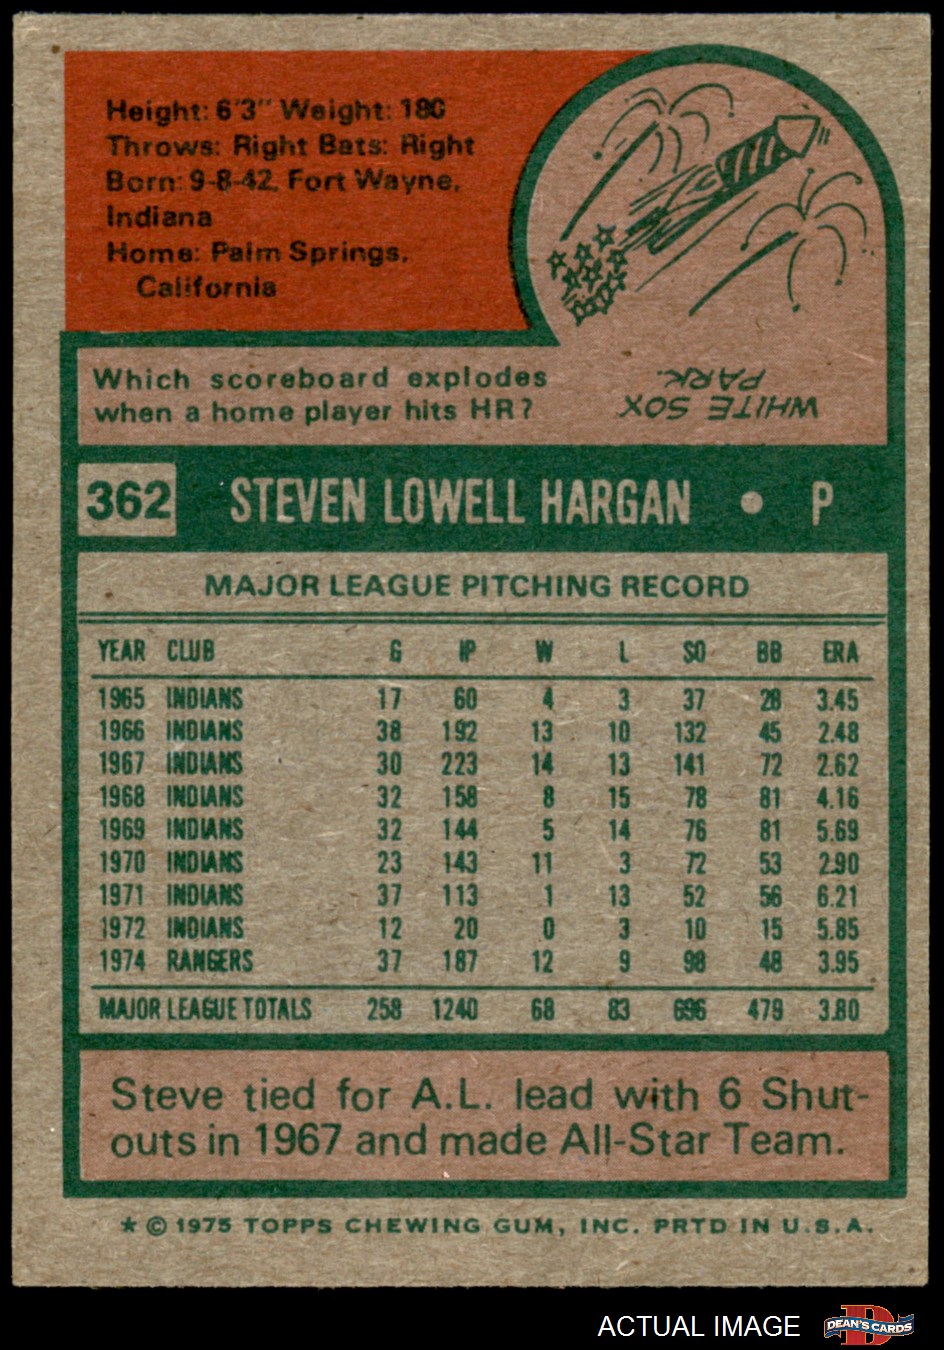 Height: 6'3" Weight: 180
Throws: Right Bats: Right
Born: 9-8-42, Fort Wayne,
Indiana
Home: Palm Springs,
California
Which scoreboard explodes
when a home player hits HR?
WHITE SOX
PARK.
362 STEVEN LOWELL HARGAN • P
MAJOR LEAGUE PITCHING RECORD
YEAR CLUB G IP W L SO BB ERA
1965 INDIANS 17 60 4 3 37 28 3.45
1966 INDIANS 38 192 13 10 132 45 2.48
1967 INDIANS 30 223 14 13 141 72 2.62
1968 INDIANS 32 158 8 15 78 81 4.16
1969 INDIANS 32 144 5 14 76 81 5.69
1970 INDIANS 23 143 11 3 72 53 2.90
1971 INDIANS 37 113 1 13 52 56 6.21
1972 INDIANS 12 20 0 3 10 15 5.85
1974 RANGERS 37 187 12 9 98 48 3.95
MAJOR LEAGUE TOTALS 258 1240 68 83 696 479 3.80
Steve tied for A.L. lead with 6 Shut-
outs in 1967 and made All-Star Team.
* © 1975 TOPPS CHEWING GUM, INC. PRTD IN U.S.A.
ACTUAL IMAGE DEAN'S CARDS